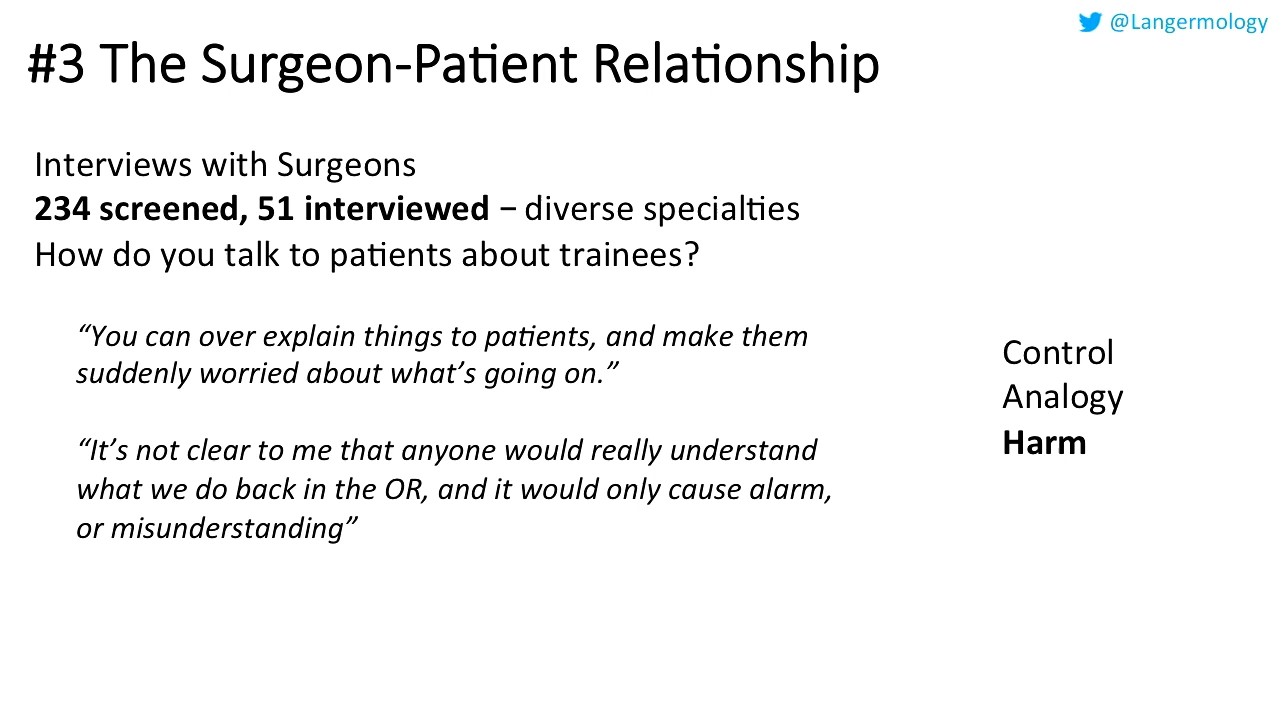 @Langermology
#3 The Surgeon-Patient Relationship
Interviews with Surgeons
234 screened, 51 interviewed – diverse specialties
How do you talk to patients about trainees?
“You can over explain things to patients, and make them
suddenly worried about what’s going on.”
“It’s not clear to me that anyone would really understand
what we do back in the OR, and it would only cause alarm,
or misunderstanding”
Control
Analogy
Harm